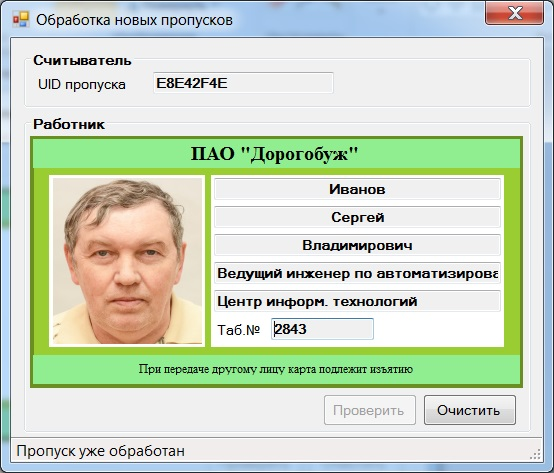 Обработка новых пропусков
Считыватель
UID пропуска E8E42F4E
Работник
ПАО "Дорогобуж"
Иванов
Сергей
Владимирович
Ведущий инженер по автоматизирова
Центр информ. технологий
Таб.№ 2843
При передаче другому лицу карта подлежит изъятию
Проверить Очистить
Пропуск уже обработан